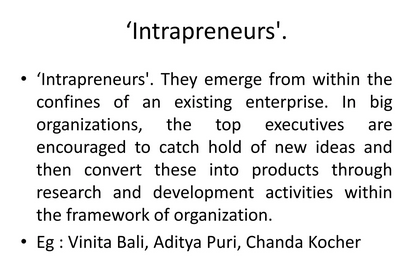 ‘Intrapreneurs'.
• ‘Intrapreneurs'. They emerge from within the
confines of an existing enterprise. In big
organizations, the top executives are
encouraged to catch hold of new ideas and
then convert these into products through
research and development activities within
the framework of organization.
• Eg : Vinita Bali, Aditya Puri, Chanda Kocher